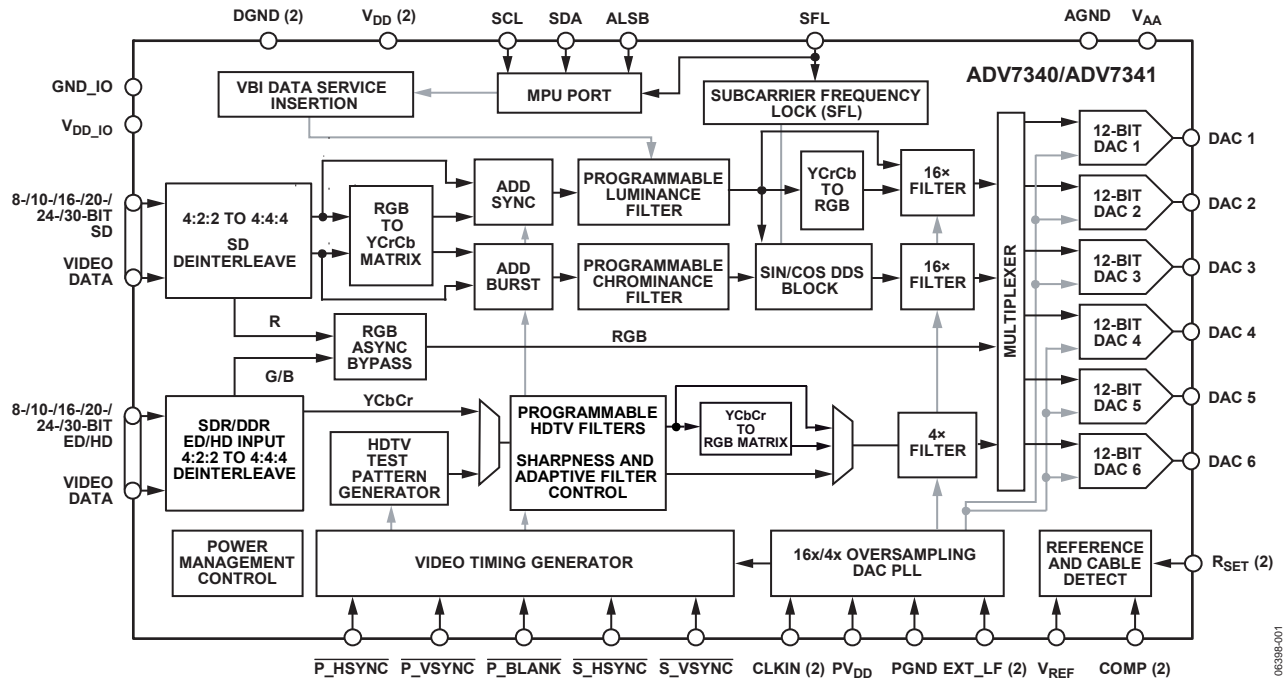 DGND (2)
VDD (2)
SCL
SDA
ALSB
SFL
AGND
VAA
GND_IO
VDD_IO
ADV7340/ADV7341
VBI DATA SERVICE
INSERTION
MPU PORT
SUBCARRIER FREQUENCY
LOCK (SFL)
8-/10-/16-/20-/
24-/30-BIT
SD
VIDEO
DATA
4:2:2 TO 4:4:4
SD
DEINTERLEAVE
RGB
TO
YCrCb
MATRIX
ADD
SYNC
ADD
BURST
PROGRAMMABLE
LUMINANCE
FILTER
PROGRAMMABLE
CHROMINANCE
FILTER
YCrCb
TO
RGB
SIN/COS DDS
BLOCK
16×
FILTER
16×
FILTER
MULTIPLEXER
12-BIT
DAC 1
DAC 1
12-BIT
DAC 2
DAC 2
12-BIT
DAC 3
DAC 3
12-BIT
DAC 4
DAC 4
12-BIT
DAC 5
DAC 5
12-BIT
DAC 6
DAC 6
R
G/B
RGB
ASYNC
BYPASS
RGB
8-/10-/16-/20-/
24-/30-BIT
ED/HD
VIDEO
DATA
SDR/DDR
ED/HD INPUT
4:2:2 TO 4:4:4
DEINTERLEAVE
YCbCr
HDTV
TEST
PATTERN
GENERATOR
PROGRAMMABLE
HDTV FILTERS
SHARPNESS AND
ADAPTIVE FILTER
CONTROL
YCbCr
TO
RGB MATRIX
4×
FILTER
POWER
MANAGEMENT
CONTROL
VIDEO TIMING GENERATOR
16x/4x OVERSAMPLING
DAC PLL
REFERENCE
AND CABLE
DETECT
RSET (2)
P_HSYNC
P_VSYNC
P_BLANK
S_HSYNC
S_VSYNC
CLKIN (2)
PVDD
PGND
EXT_LF (2)
VREF
COMP (2)
06398-001